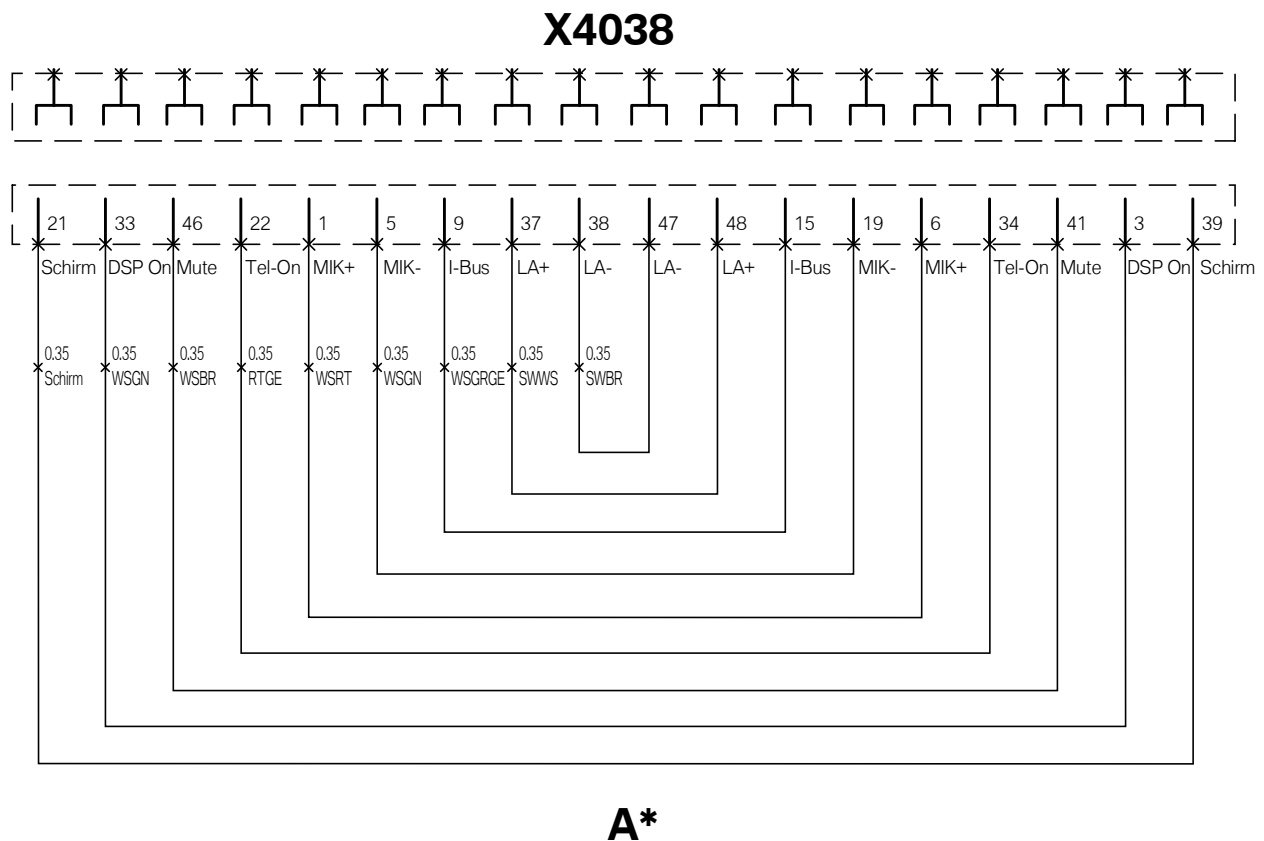 X4038
21 33 46 22 1 5 9 37 38 47 48 15 19 6 34 41 3 39
Schirm DSP On Mute Tel-On MIK+ MIK- I-Bus LA+ LA- LA- LA+ I-Bus MIK- MIK+ Tel-On Mute DSP On Schirm
0.35 0.35 0.35 0.35 0.35 0.35 0.35 0.35 0.35
Schirm WSGN WSBR RTGE WSRT WSGN WSGRGE SWWS SWBR
A*